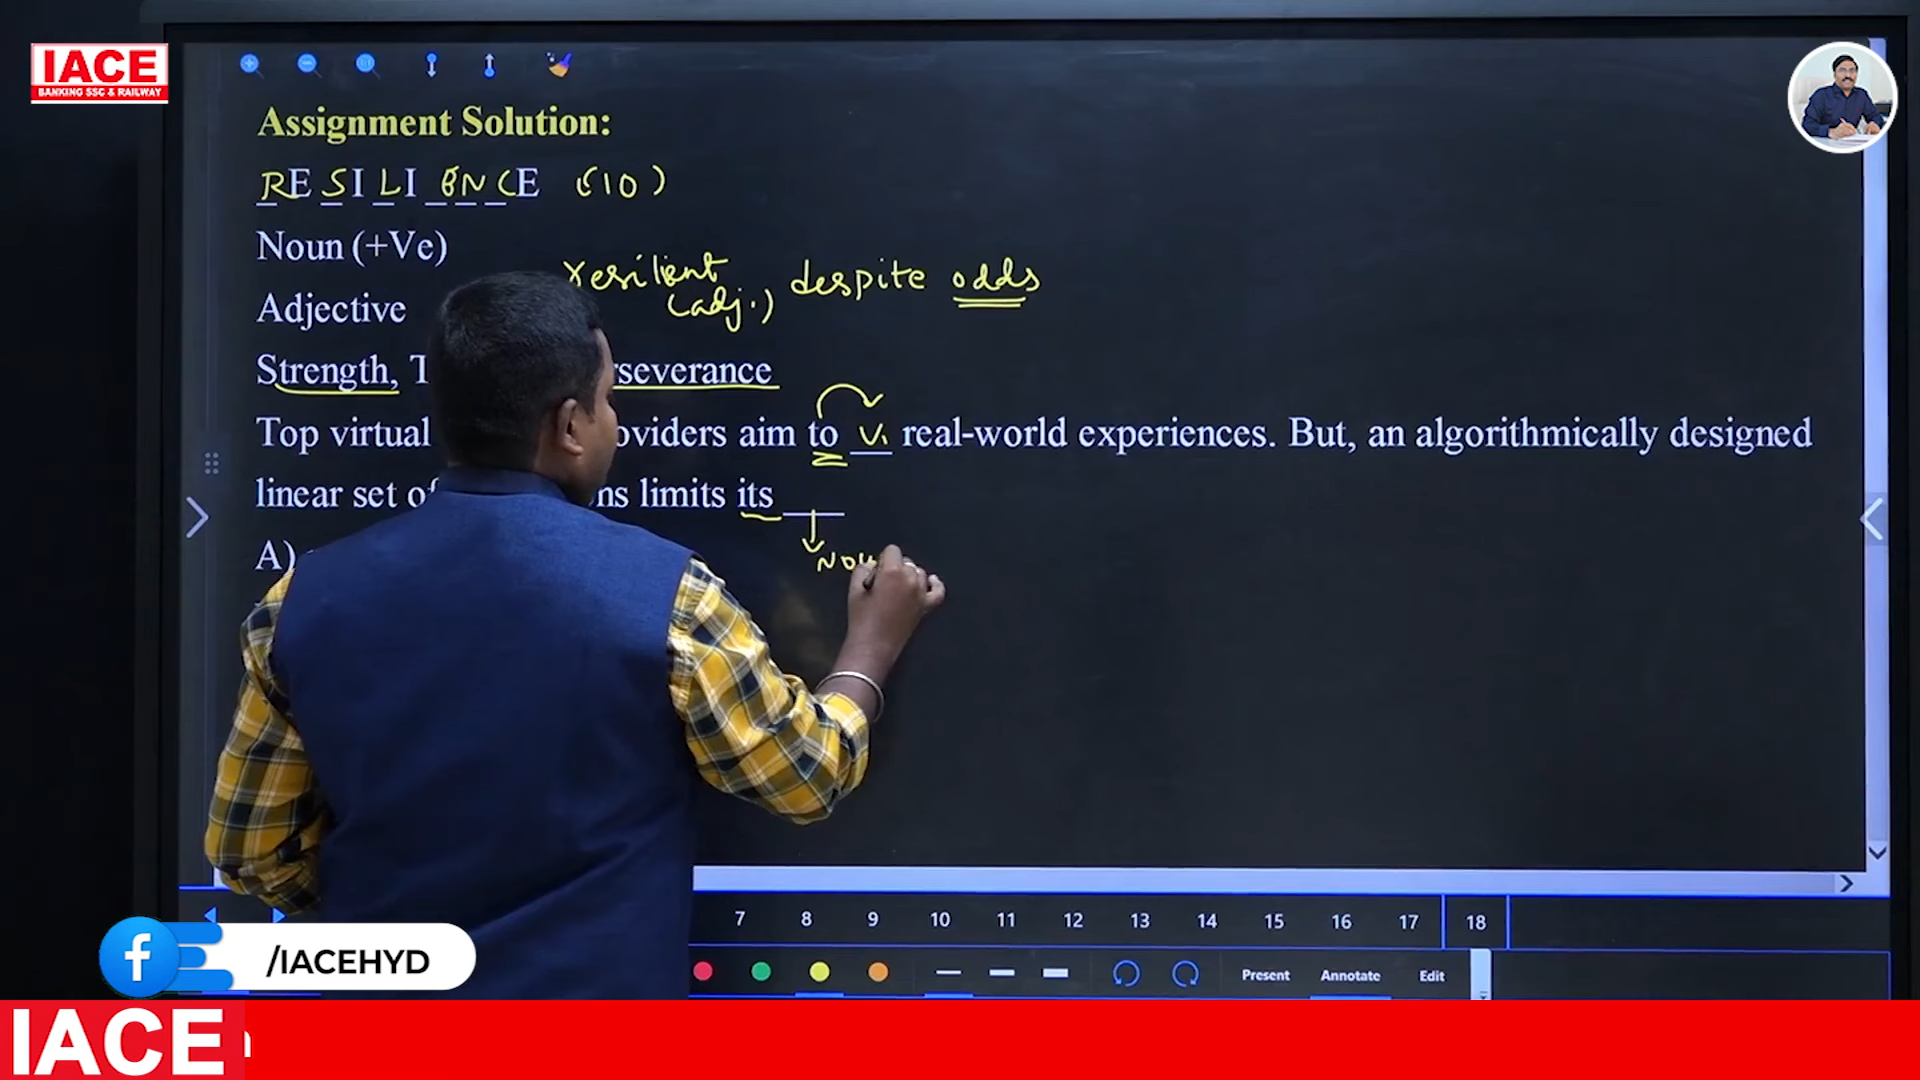 IACE
BANKING SSC & RAILWAY
Assignment Solution:
RESILIENCE (10)
Noun (+Ve)
resilient despite odds
(adj.)
Adjective
Strength, T rseverance
Top virtual oviders aim to V₁ real-world experiences. But, an algorithmically designed
linear set of ns limits its
A)
7 8 9 10 11 12 13 14 15 16 17 18
/IACEHYD
Present Annotate Edit
IACE